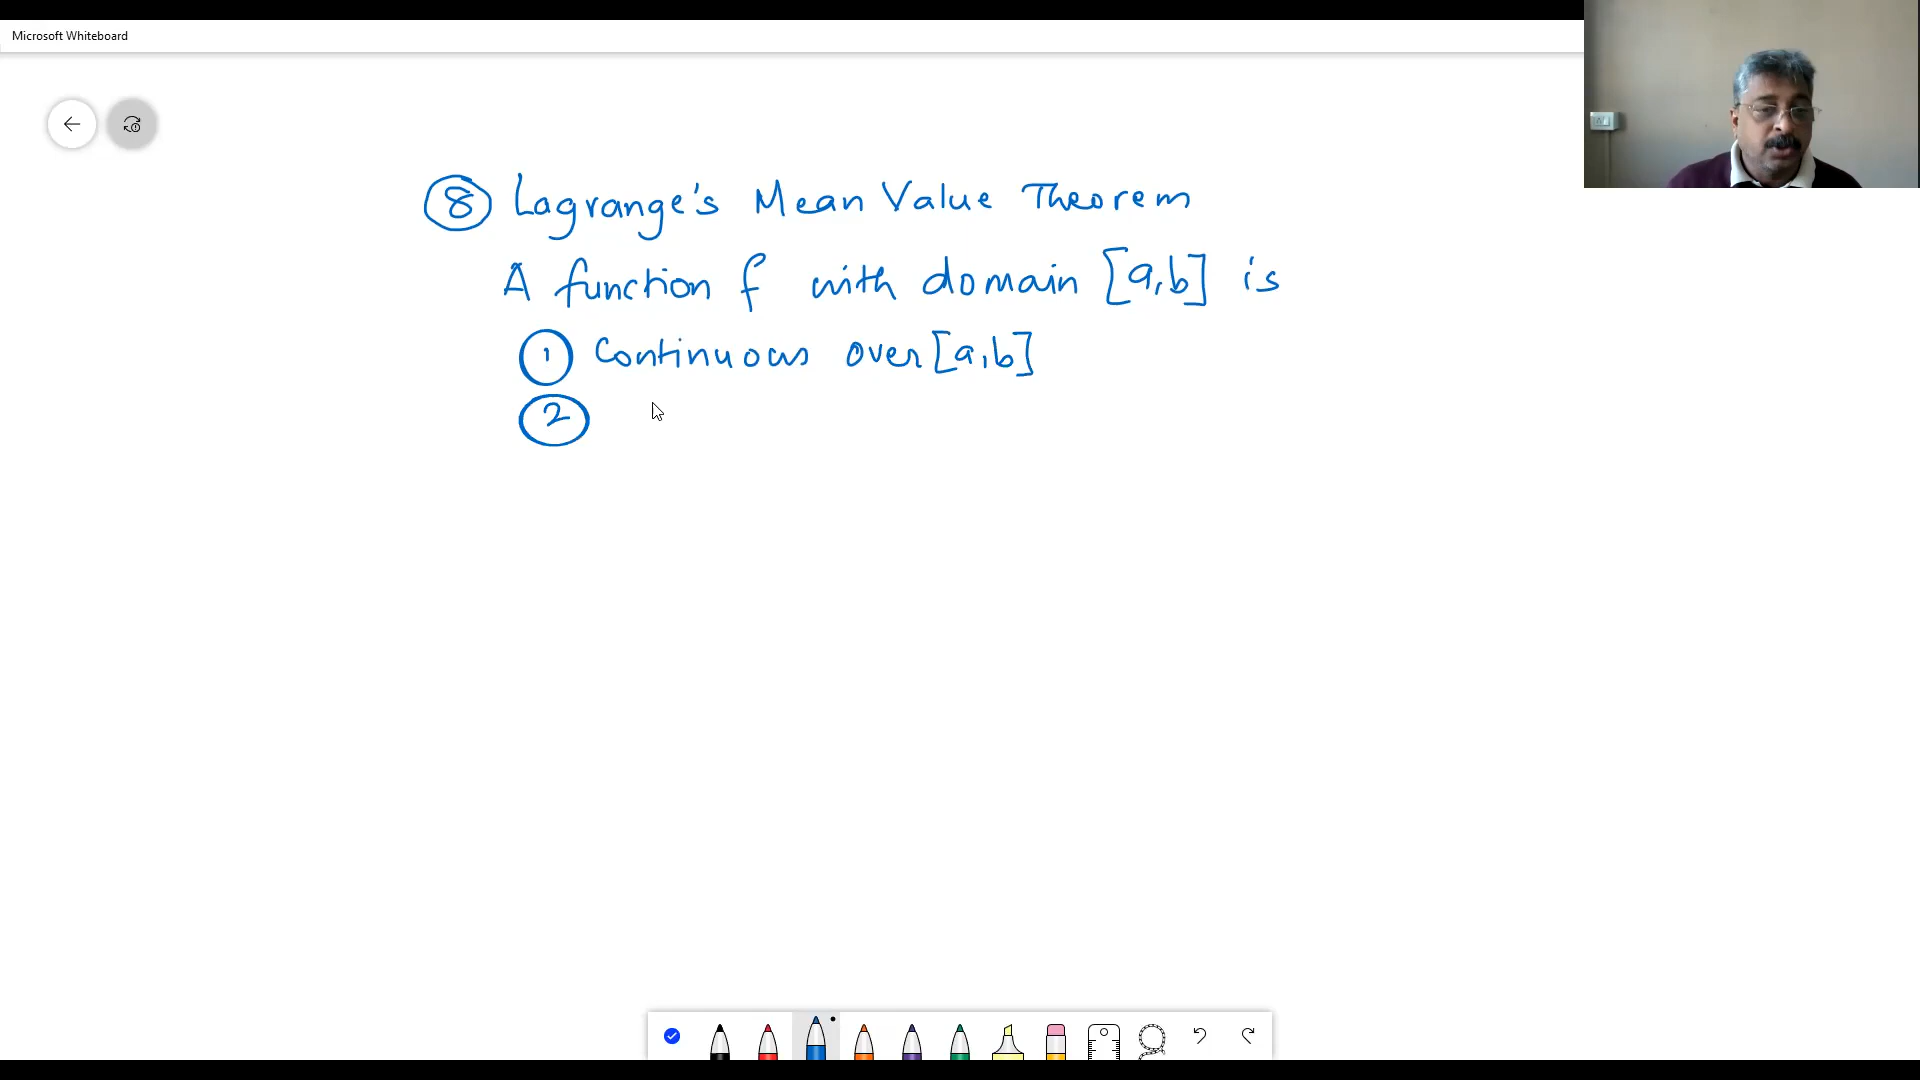 Microsoft Whiteboard
8 Lagrange's Mean Value Theorem
A function f with domain [a,b] is
1 Continuous over [a,b]
2